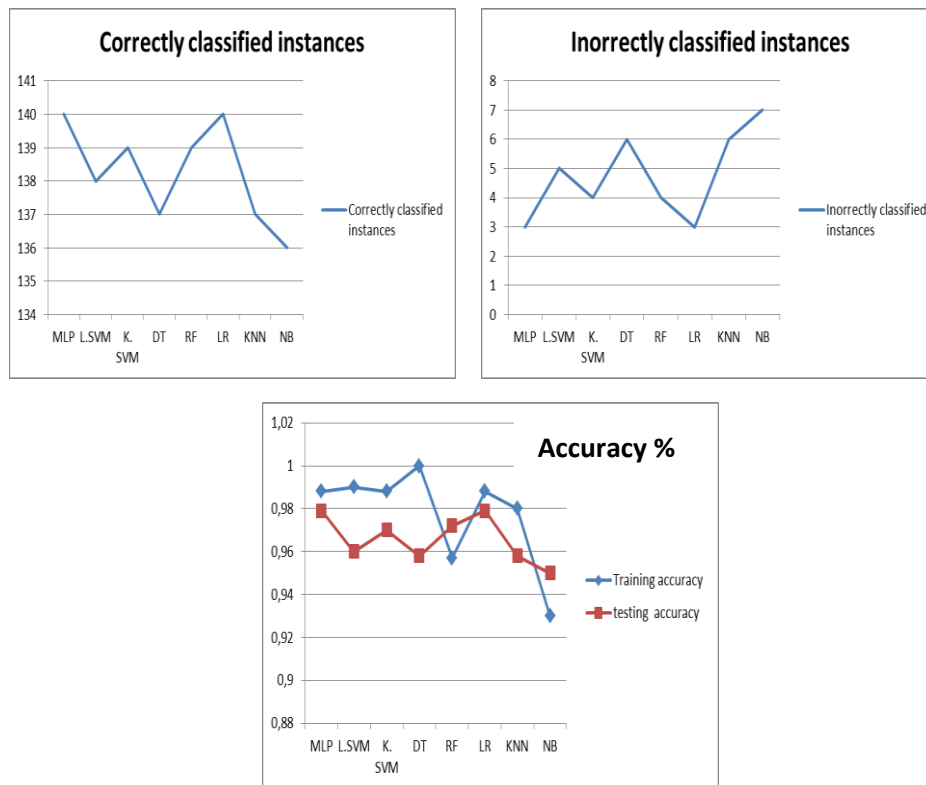 Correctly classified instances
141
140
139
138
137
136
135
134
MLP L.SVM K. SVM DT RF LR KNN NB
Correctly classified
instances
Inorrectly classified instances
8
7
6
5
4
3
2
1
0
MLP L.SVM K. SVM DT RF LR KNN NB
Inorrectly classified
instances
Accuracy %
1,02
1
0,98
0,96
0,94
0,92
0,9
0,88
MLP L.SVM K. SVM DT RF LR KNN NB
Training accuracy
testing accuracy